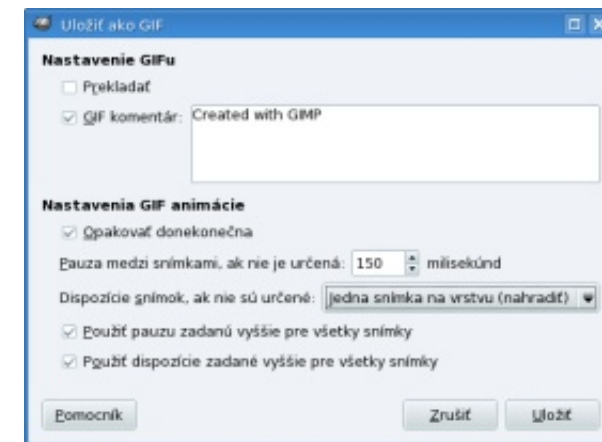 Uložiť ako GIF
Nastavenie GIFu
Prekladať
GIF komentár: Created with GIMP
Nastavenia GIF animácie
Opakovať donekonečna
Pauza medzi snímkami, ak nie je určená: 150 milisekúnd
Dispozície snímok, ak nie sú určené: Jedna snímka na vrstvu (nahradiť)
Použiť pauzu zadanú vyššie pre všetky snímky
Použiť dispozície zadané vyššie pre všetky snímky
Pomocník Zrušiť Uložiť